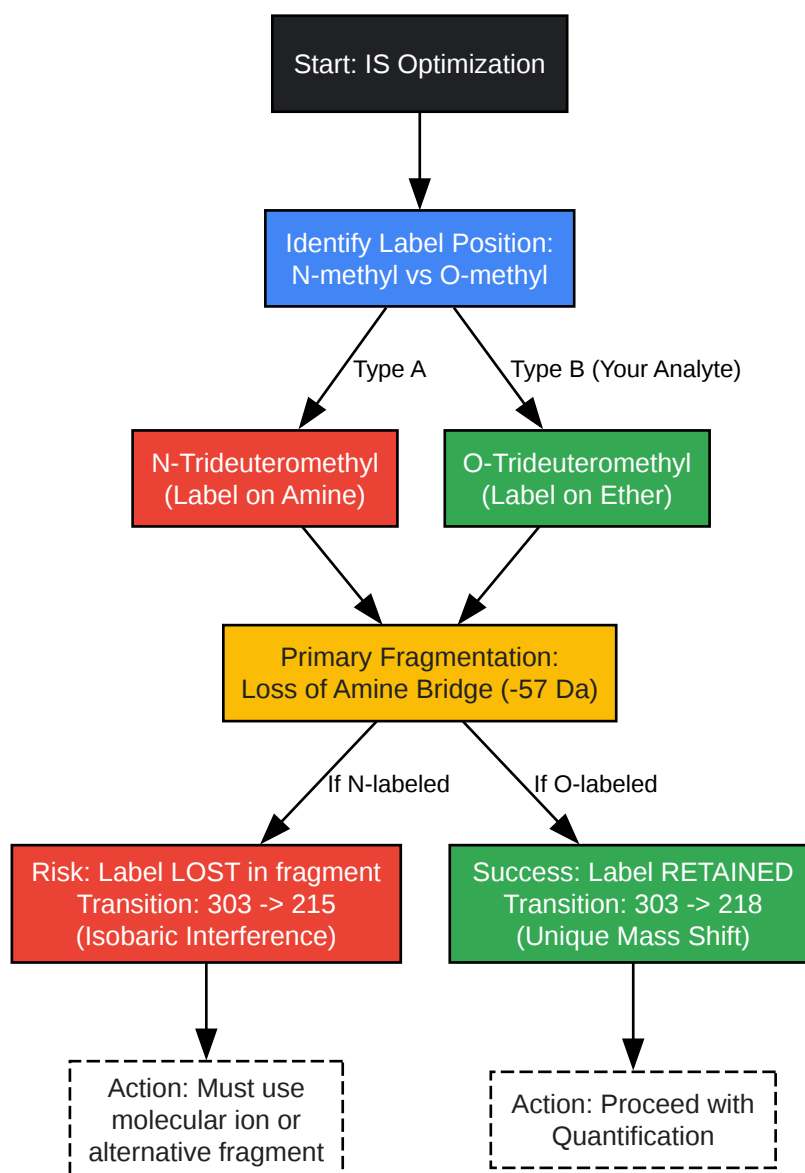 Start: IS Optimization
Identify Label Position:
N-methyl vs O-methyl
Type A
Type B (Your Analyte)
N-Trideuteromethyl
(Label on Amine)
O-Trideuteromethyl
(Label on Ether)
Primary Fragmentation:
Loss of Amine Bridge (-57 Da)
If N-labeled
If O-labeled
Risk: Label LOST in fragment
Transition: 303 -> 215
(Isobaric Interference)
Success: Label RETAINED
Transition: 303 -> 218
(Unique Mass Shift)
Action: Must use
molecular ion or
alternative fragment
Action: Proceed with
Quantification